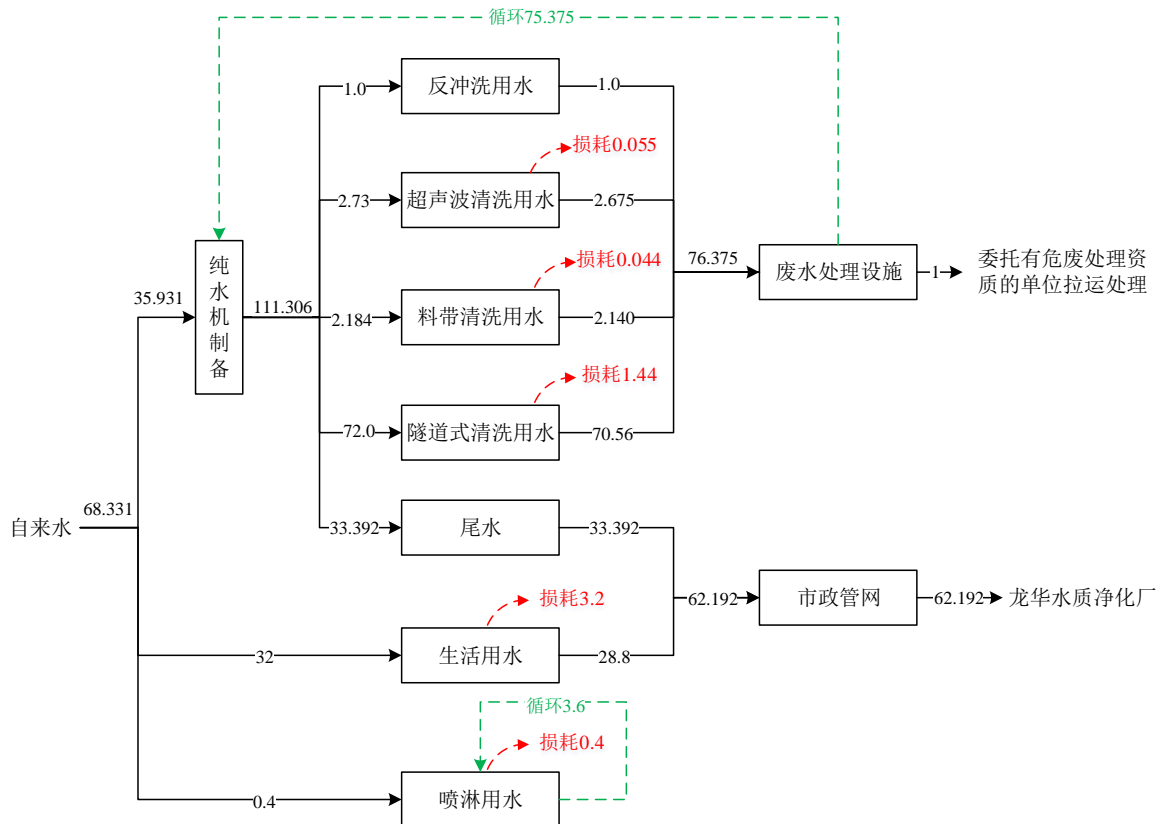 循环75.375
1.0
反冲洗用水
1.0
损耗0.055
2.73
超声波清洗用水
2.675
纯水机制备
35.931
111.306
损耗0.044
2.184
料带清洗用水
2.140
76.375
废水处理设施
1
委托有危废处理资
质的单位拉运处理
损耗1.44
72.0
隧道式清洗用水
70.56
自来水
68.331
33.392
尾水
33.392
62.192
市政管网
62.192
龙华水质净化厂
损耗3.2
32
生活用水
28.8
循环3.6
损耗0.4
0.4
喷淋用水